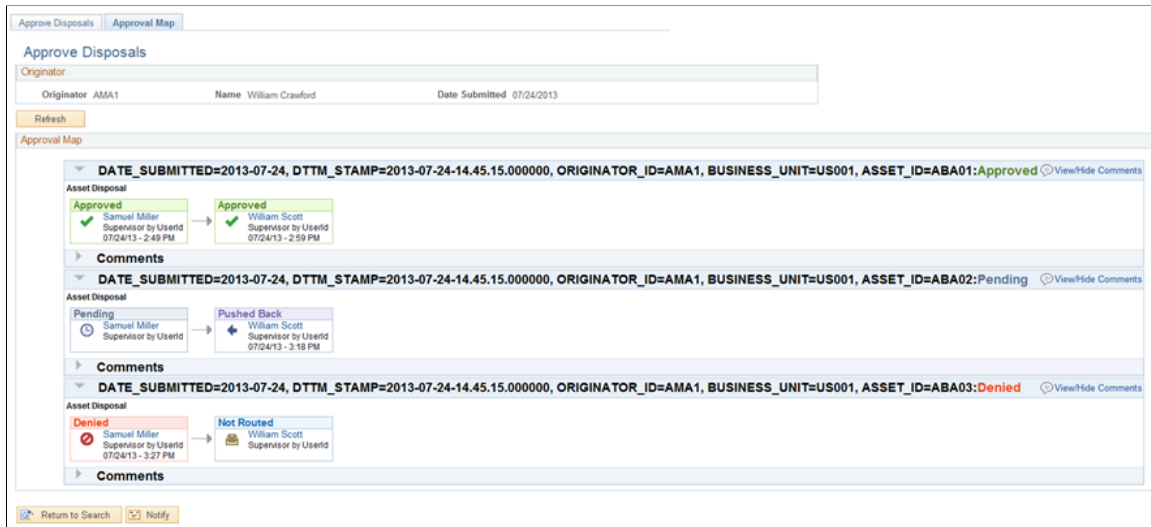 Approve Disposals Approval Map
Approve Disposals
Originator
Originator AMA1 Name William Crawford Date Submitted 07/24/2013
Refresh
Approval Map
DATE_SUBMITTED=2013-07-24, DTTM_STAMP=2013-07-24-14.45.15.000000, ORIGINATOR_ID=AMA1, BUSINESS_UNIT=US001, ASSET_ID=ABA01:Approved View/Hide Comments
Asset Disposal
Approved Approved
Samuel Miller William Scott
Supervisor by UserId Supervisor by UserId
07/24/13 - 2:49 PM 07/24/13 - 2:59 PM
Comments
DATE_SUBMITTED=2013-07-24, DTTM_STAMP=2013-07-24-14.45.15.000000, ORIGINATOR_ID=AMA1, BUSINESS_UNIT=US001, ASSET_ID=ABA02:Pending View/Hide Comments
Asset Disposal
Pending Pushed Back
Samuel Miller William Scott
Supervisor by UserId Supervisor by UserId
07/24/13 - 3:18 PM
Comments
DATE_SUBMITTED=2013-07-24, DTTM_STAMP=2013-07-24-14.45.15.000000, ORIGINATOR_ID=AMA1, BUSINESS_UNIT=US001, ASSET_ID=ABA03:Denied View/Hide Comments
Asset Disposal
Denied Not Routed
Samuel Miller William Scott
Supervisor by UserId Supervisor by UserId
07/24/13 - 3:27 PM
Comments
Return to Search Notify